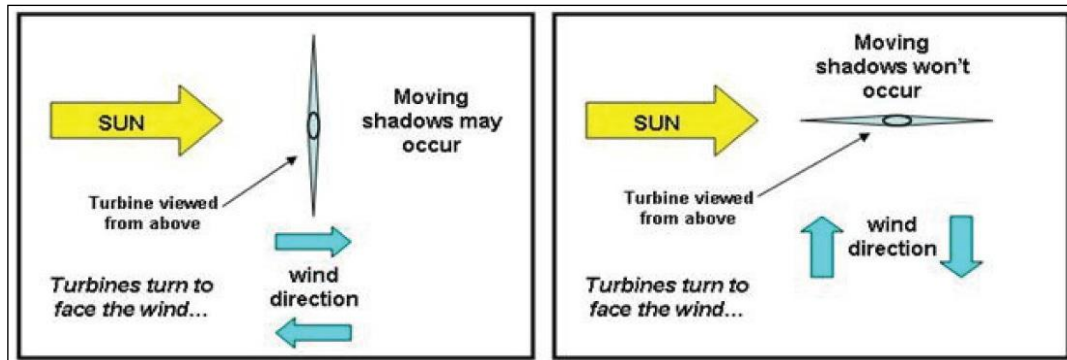 SUN
Moving
shadows may
occur
Turbine viewed
from above
wind
direction
Turbines turn to
face the wind...
Moving
shadows won't
occur
SUN
Turbine viewed
from above
wind
direction
Turbines turn to
face the wind...